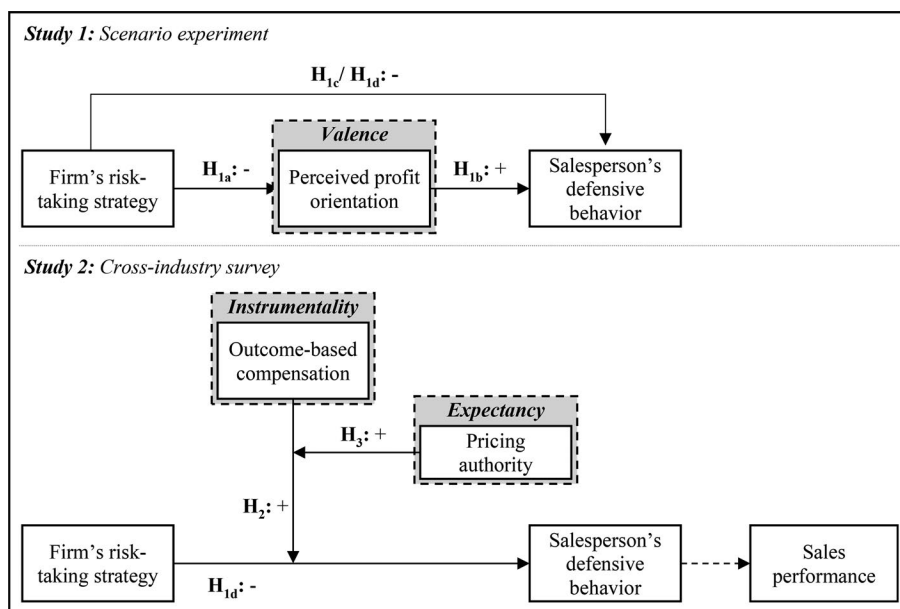 Study 1: Scenario experiment
H1c/ H1d: -
Valence
Firm's risk-
taking strategy
H1a: -
Perceived profit
orientation
H1b: +
Salesperson's
defensive
behavior
Study 2: Cross-industry survey
Instrumentality
Outcome-based
compensation
Expectancy
H3: +
Pricing
authority
H2: +
Firm's risk-
taking strategy
H1d: -
Salesperson's
defensive
behavior
Sales
performance